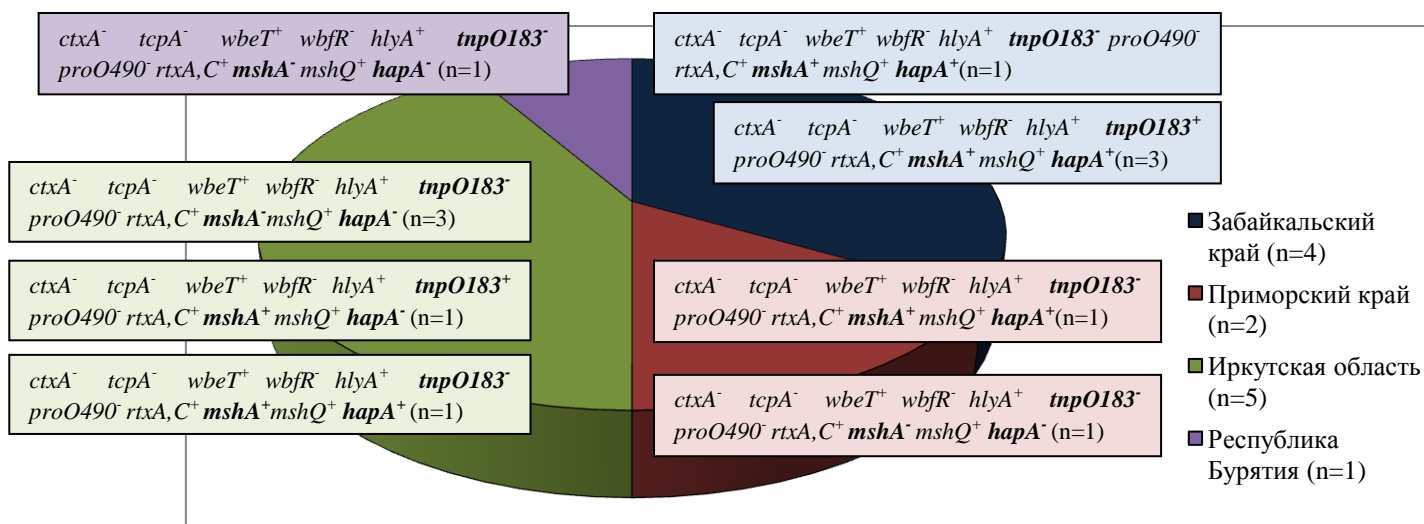 ctxA⁻ tcpA⁻ wbeT⁺ wbfR⁻ hlyA⁺ tnpO183⁻
proO490⁻ rtxA,C⁺ mshA⁻ mshQ⁺ hapA⁻ (n=1)
ctxA⁻ tcpA⁻ wbeT⁺ wbfR⁻ hlyA⁺ tnpO183⁻ proO490⁻
rtxA,C⁺ mshA⁺ mshQ⁺ hapA⁺(n=1)
ctxA⁻ tcpA⁻ wbeT⁺ wbfR⁻ hlyA⁺ tnpO183⁺
proO490⁻ rtxA,C⁺ mshA⁺ mshQ⁺ hapA⁺(n=3)
ctxA⁻ tcpA⁻ wbeT⁺ wbfR⁻ hlyA⁺ tnpO183⁻
proO490⁻ rtxA,C⁺ mshA⁻mshQ⁺ hapA⁻ (n=3)
ctxA⁻ tcpA⁻ wbeT⁺ wbfR⁻ hlyA⁺ tnpO183⁺
proO490⁻ rtxA,C⁺ mshA⁺ mshQ⁺ hapA⁻ (n=1)
ctxA⁻ tcpA⁻ wbeT⁺ wbfR⁻ hlyA⁺ tnpO183⁻
proO490⁻ rtxA,C⁺ mshA⁺mshQ⁺ hapA⁺ (n=1)
ctxA⁻ tcpA⁻ wbeT⁺ wbfR⁻ hlyA⁺ tnpO183⁻
proO490⁻ rtxA,C⁺ mshA⁺ mshQ⁺ hapA⁺(n=1)
ctxA⁻ tcpA⁻ wbeT⁺ wbfR⁻ hlyA⁺ tnpO183⁻
proO490⁻ rtxA,C⁺ mshA⁻ mshQ⁺ hapA⁻ (n=1)
Забайкальский
край (n=4)
Приморский край
(n=2)
Иркутская область
(n=5)
Республика
Бурятия (n=1)